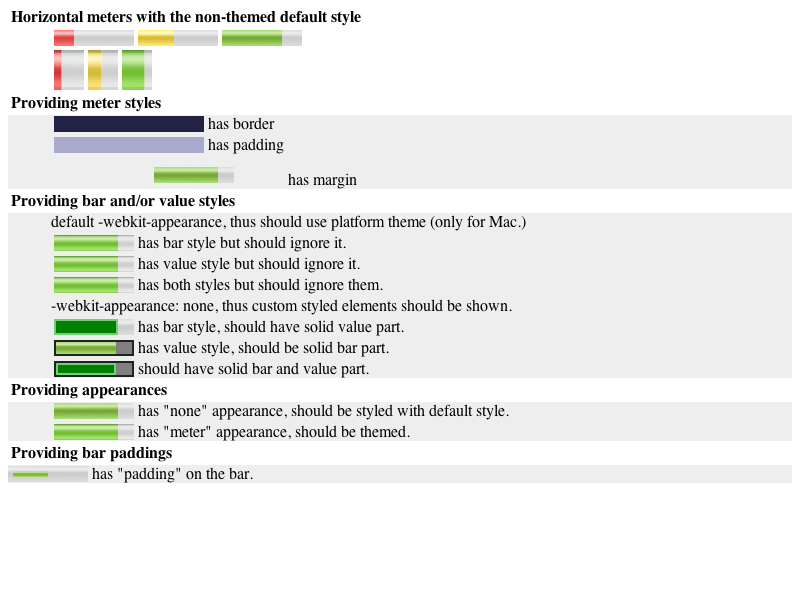 Horizontal meters with the non-themed default style
Providing meter styles
has border
has padding
has margin
Providing bar and/or value styles
default -webkit-appearance, thus should use platform theme (only for Mac.)
has bar style but should ignore it.
has value style but should ignore it.
has both styles but should ignore them.
-webkit-appearance: none, thus custom styled elements should be shown.
has bar style, should have solid value part.
has value style, should be solid bar part.
should have solid bar and value part.
Providing appearances
has "none" appearance, should be styled with default style.
has "meter" appearance, should be themed.
Providing bar paddings
has "padding" on the bar.